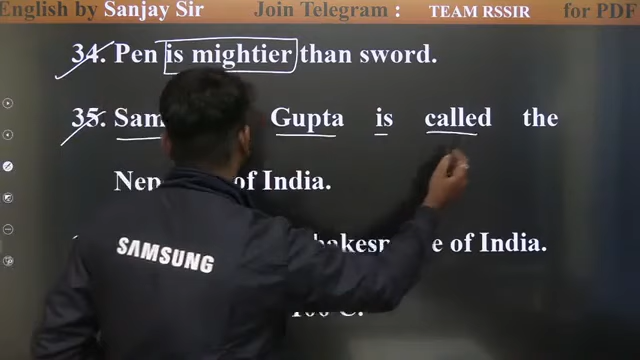 English by Sanjay Sir Join Telegram : TEAM RSSIR for PDF
34. Pen is mightier than sword.
35. Gupta is called the
of India.
of India.
SAMSUNG